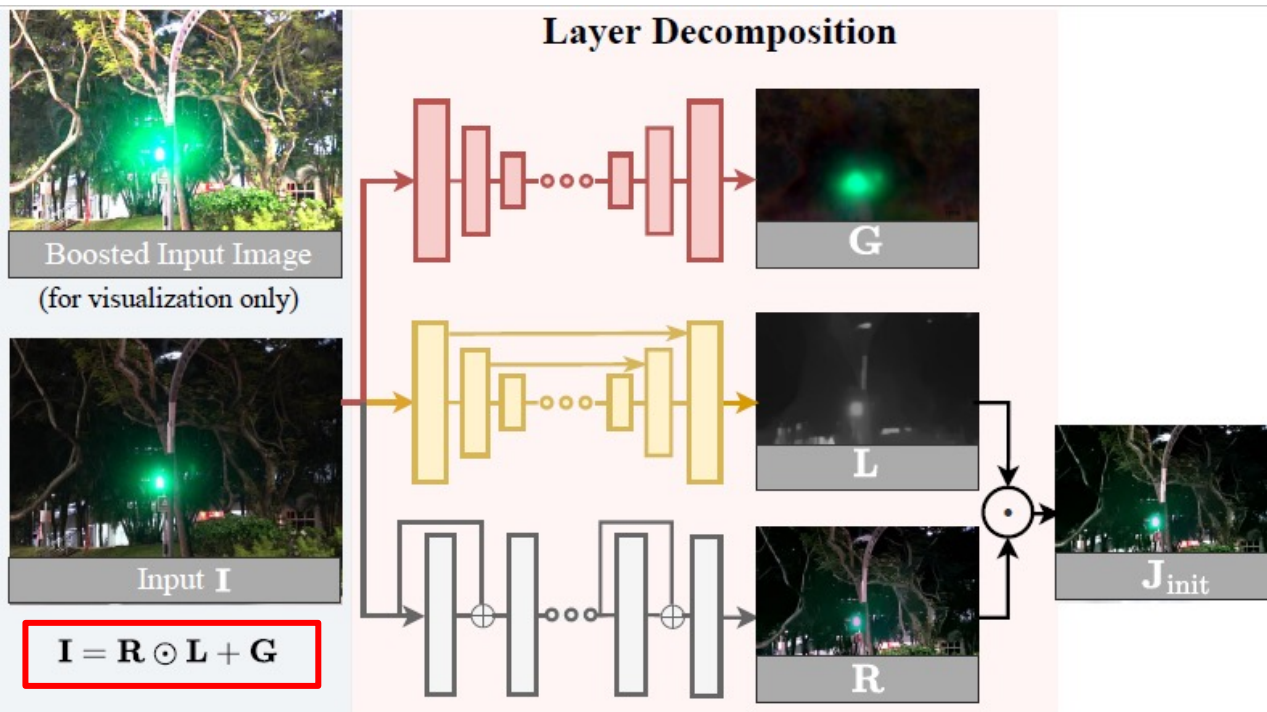 Layer Decomposition
Boosted Input Image
(for visualization only)
Input I
I = R ⊙ L + G
G
L
R
J_init